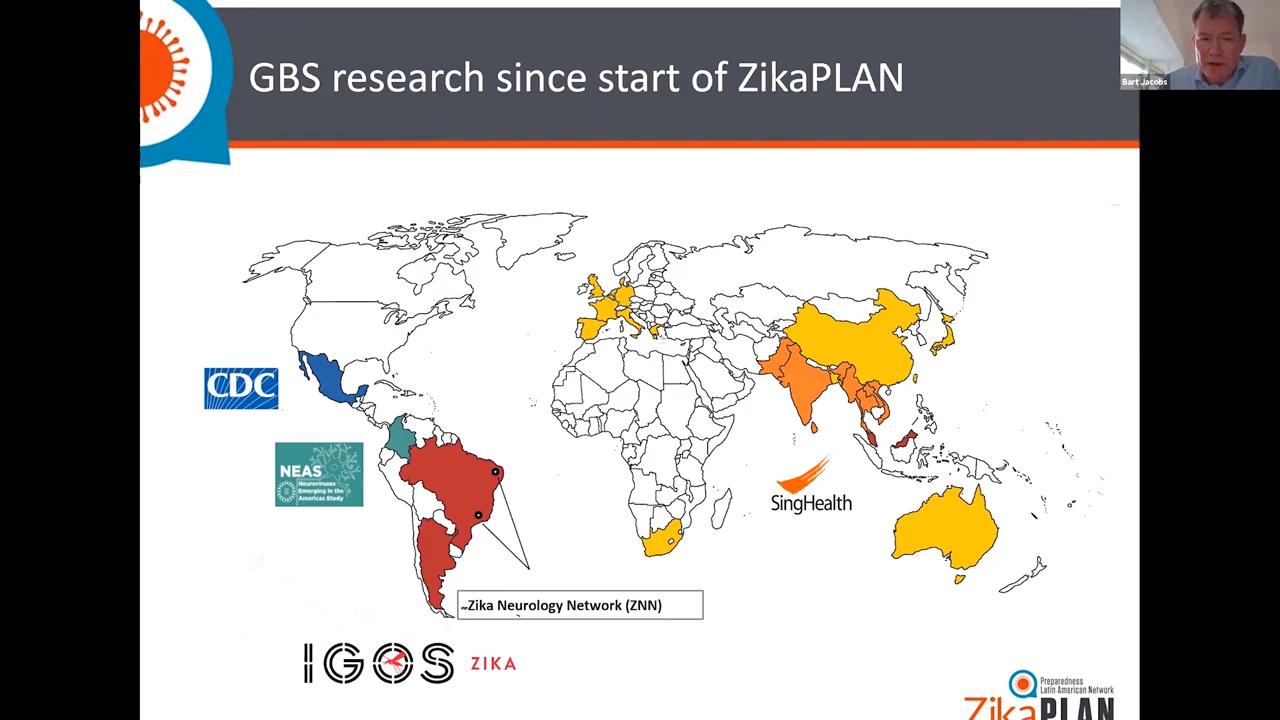 GBS research since start of ZikaPLAN
Bart Jacobs
CDC
NEAS
Neuroviruses
Emerging in the
Americas Study
SingHealth
~Zika Neurology Network (ZNN)
IGOS ZIKA
Preparedness
Latin American Network
ZikaPLAN